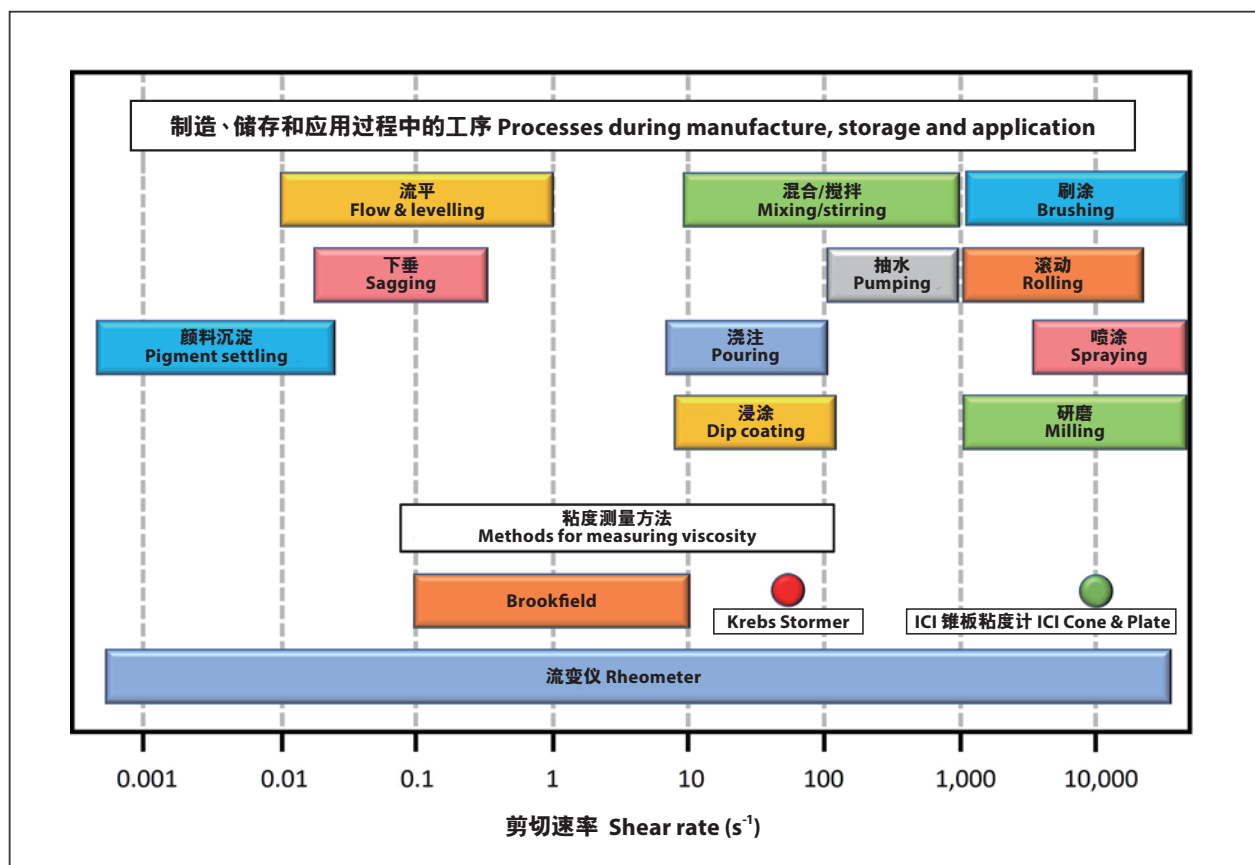 制造、储存和应用过程中的工序 Processes during manufacture, storage and application
流平
Flow & levelling
混合/搅拌
Mixing/stirring
刷涂
Brushing
下垂
Sagging
抽水
Pumping
滚动
Rolling
颜料沉淀
Pigment settling
浇注
Pouring
喷涂
Spraying
浸涂
Dip coating
研磨
Milling
粘度测量方法
Methods for measuring viscosity
Brookfield
Krebs Stormer
ICI 锥板粘度计 ICI Cone & Plate
流变仪 Rheometer
0.001 0.01 0.1 1 10 100 1,000 10,000
剪切速率 Shear rate (s⁻¹)